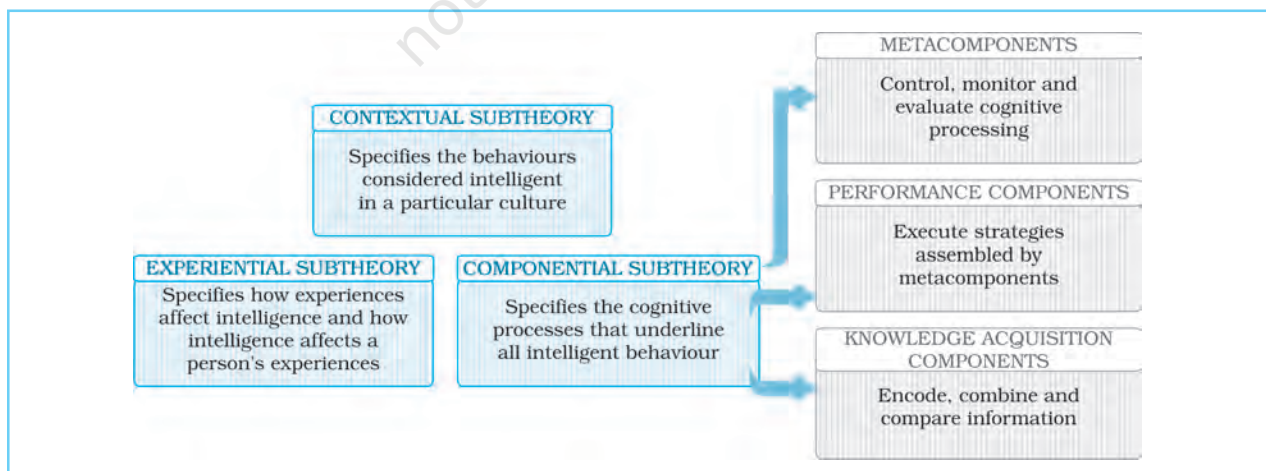 CONTEXTUAL SUBTHEORY
Specifies the behaviours
considered intelligent
in a particular culture
EXPERIENTIAL SUBTHEORY
Specifies how experiences
affect intelligence and how
intelligence affects a
person's experiences
COMPONENTIAL SUBTHEORY
Specifies the cognitive
processes that underline
all intelligent behaviour
METACOMPONENTS
Control, monitor and
evaluate cognitive
processing
PERFORMANCE COMPONENTS
Execute strategies
assembled by
metacomponents
KNOWLEDGE ACQUISITION
COMPONENTS
Encode, combine and
compare information